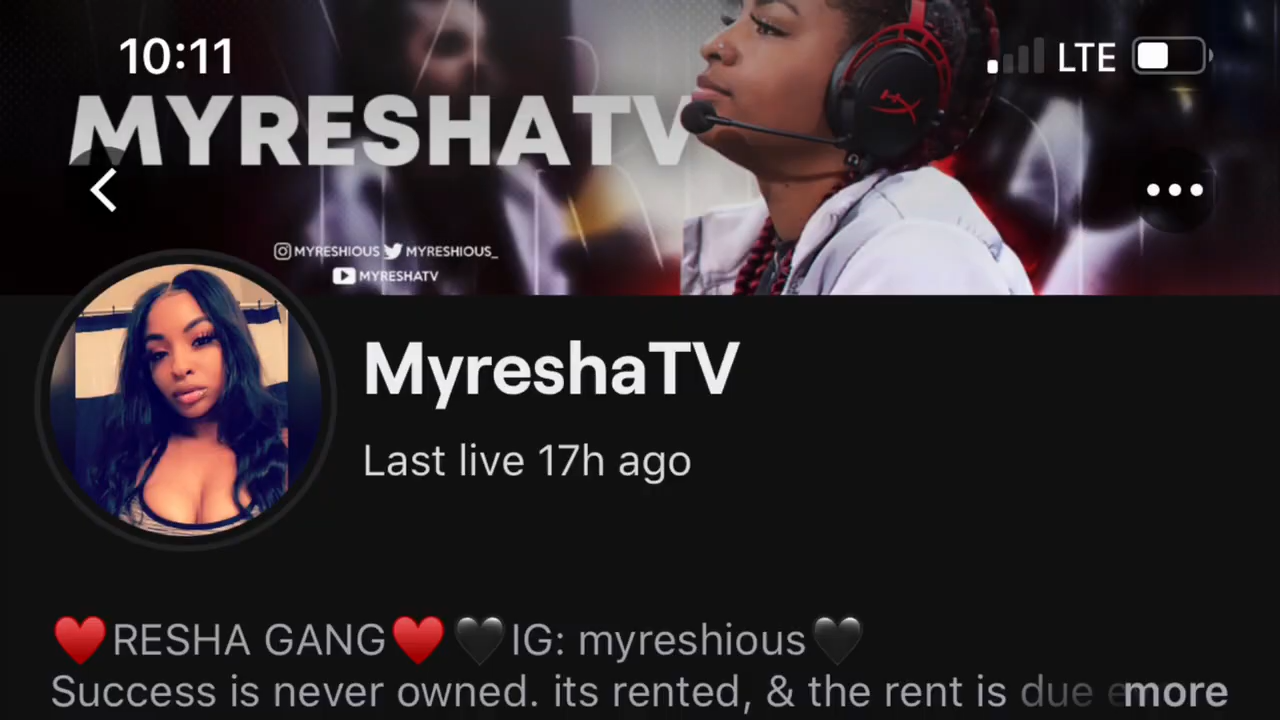 10:11 LTE
MYRESHATV
MYRESHIOUS MYRESHIOUS_
MYRESHATV
MyreshaTV
Last live 17h ago
♥️RESHA GANG♥️🖤IG: myreshious🖤
Success is never owned. its rented, & the rent is due e more